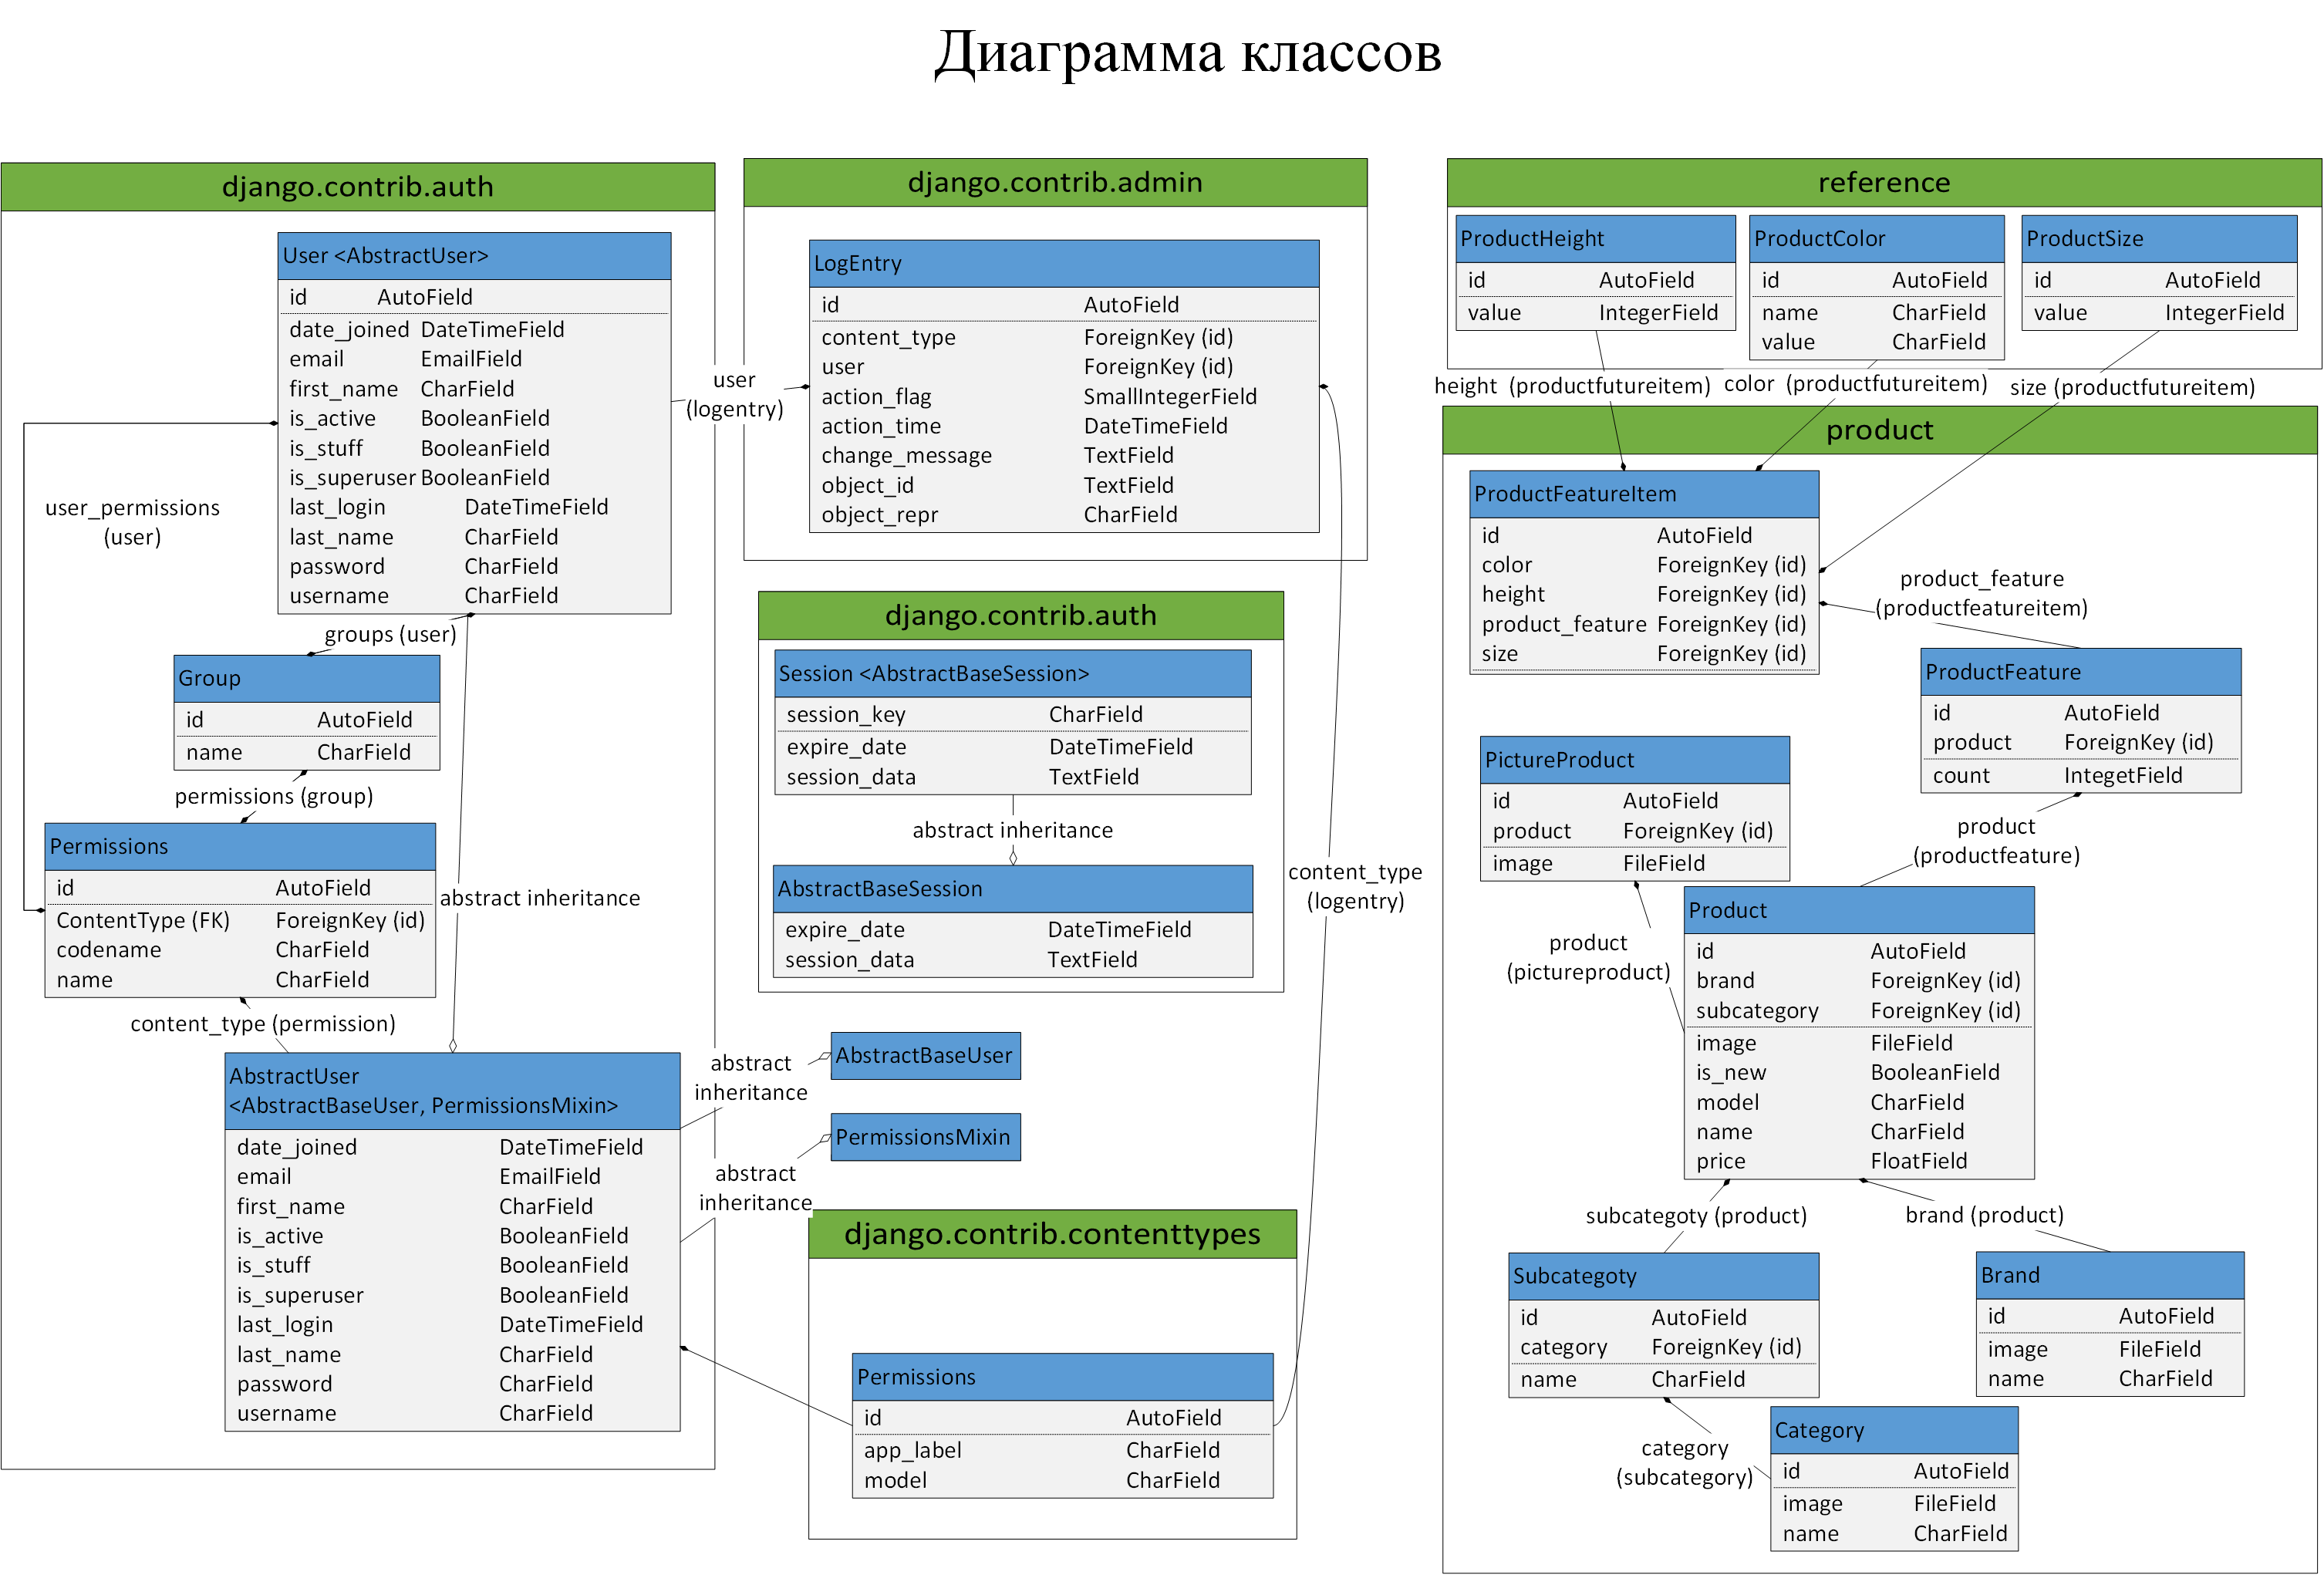 Диаграмма классов
django.contrib.auth
User <AbstractUser>
id AutoField
date_joined DateTimeField
email EmailField
first_name CharField
is_active BooleanField
is_stuff BooleanField
is_superuser BooleanField
last_login DateTimeField
last_name CharField
password CharField
username CharField
user_permissions
(user)
groups (user)
Group
id AutoField
name CharField
permissions (group)
Permissions
id AutoField
ContentType (FK) ForeignKey (id)
codename CharField
name CharField
abstract inheritance
content_type (permission)
AbstractUser
<AbstractBaseUser, PermissionsMixin>
date_joined DateTimeField
email EmailField
first_name CharField
is_active BooleanField
is_stuff BooleanField
is_superuser BooleanField
last_login DateTimeField
last_name CharField
password CharField
username CharField
user
(logentry)
django.contrib.admin
LogEntry
id AutoField
content_type ForeignKey (id)
user ForeignKey (id)
action_flag SmallIntegerField
action_time DateTimeField
change_message TextField
object_id TextField
object_repr CharField
django.contrib.auth
Session <AbstractBaseSession>
session_key CharField
expire_date DateTimeField
session_data TextField
abstract inheritance
AbstractBaseSession
expire_date DateTimeField
session_data TextField
content_type
(logentry)
abstract
inheritance
AbstractBaseUser
abstract
inheritance
PermissionsMixin
django.contrib.contenttypes
Permissions
id AutoField
app_label CharField
model CharField
reference
ProductHeight
id AutoField
value IntegerField
ProductColor
id AutoField
name CharField
value CharField
ProductSize
id AutoField
value IntegerField
height (productfutureitem)
color (productfutureitem)
size (productfutureitem)
product
ProductFeatureItem
id AutoField
color ForeignKey (id)
height ForeignKey (id)
product_feature ForeignKey (id)
size ForeignKey (id)
product_feature
(productfeatureitem)
ProductFeature
id AutoField
product ForeignKey (id)
count IntegetField
PictureProduct
id AutoField
product ForeignKey (id)
image FileField
product
(productfeature)
product
(pictureproduct)
Product
id AutoField
brand ForeignKey (id)
subcategory ForeignKey (id)
image FileField
is_new BooleanField
model CharField
name CharField
price FloatField
subcategoty (product)
brand (product)
Subcategoty
id AutoField
category ForeignKey (id)
name CharField
Brand
id AutoField
image FileField
name CharField
category
(subcategory)
Category
id AutoField
image FileField
name CharField